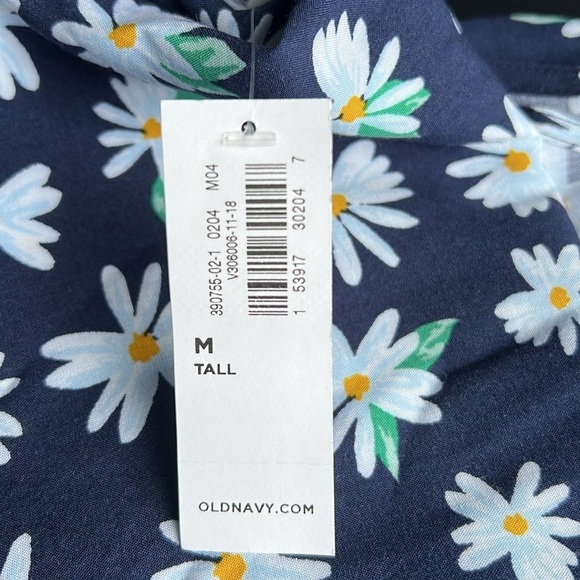 390755-02-1 0204 M04
V306006-11-18
1 53917 30204 7
M
TALL
OLDNAVY.COM